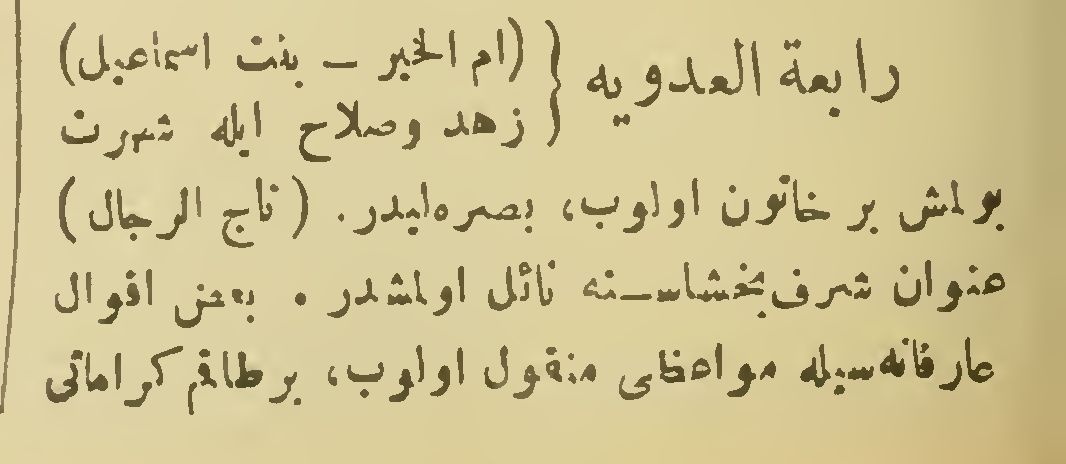 رابعة العدويه { (ام الخير – بنت اسماعيل)
زهد وصلاح ايله شهرت
بولمش بر خاتون اولوب، بصره‌ليدر. (تاج الرجال)
عنوان شرف بخشاسنه نائل اولمشدر. بعض اقوال
عارفانه‌سيله مواعظى منقول اولوب، برطاقم كراماتى